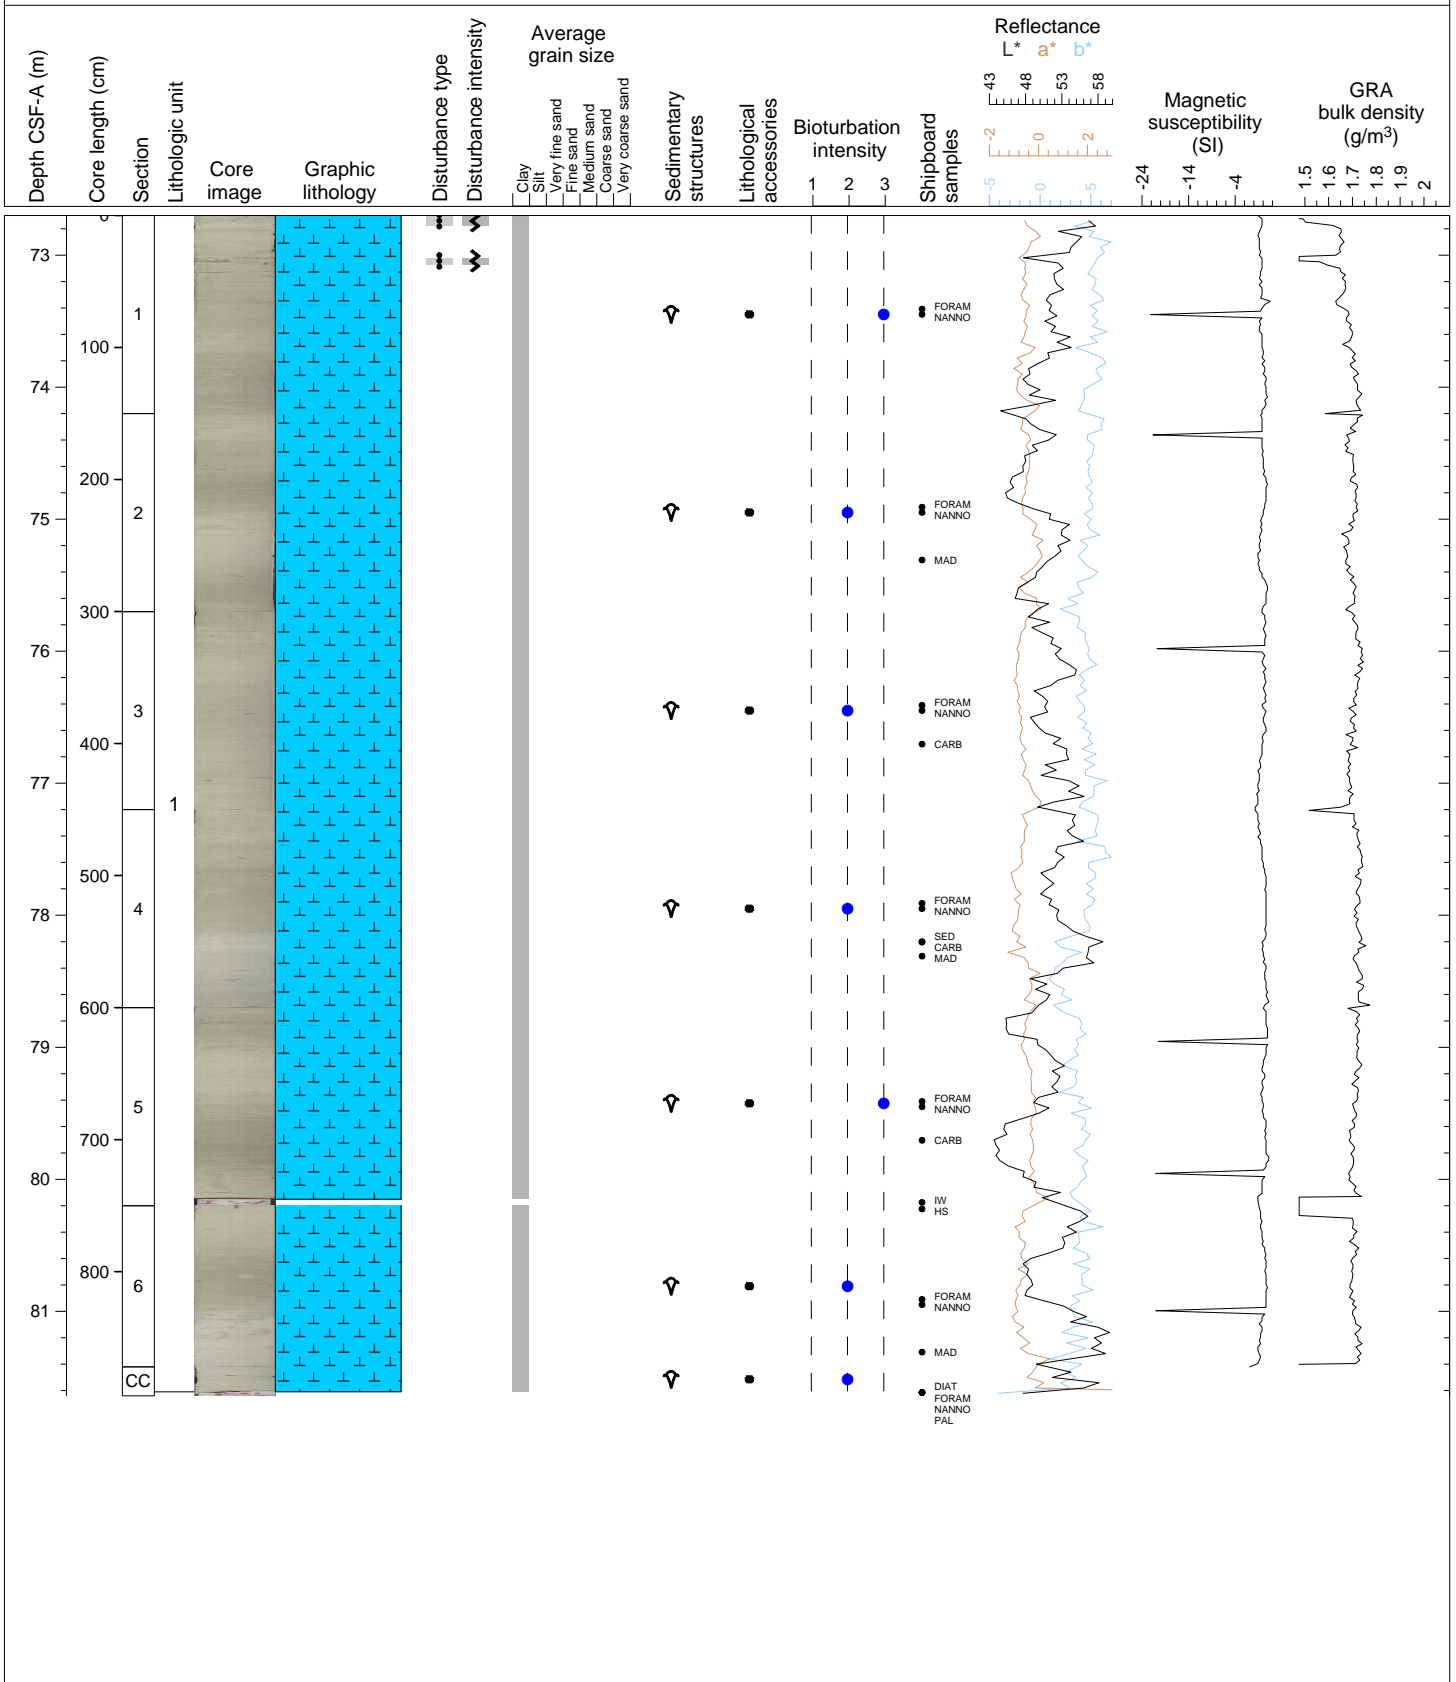 Depth CSF-A (m)
Core length (cm)
Section
Lithologic unit
Core
image
Graphic
lithology
Disturbance type
Disturbance intensity
Average
grain size
Clay
Silt
Very fine sand
Fine sand
Medium sand
Coarse sand
Very coarse sand
Sedimentary
structures
Lithological
accessories
Bioturbation
intensity
1 2 3
Shipboard
samples
Reflectance
L* a* b*
43 48 53 58
-2 0 2
-5 0 5
Magnetic
susceptibility
(SI)
-24 -14 -4
GRA
bulk density
(g/m³)
1.5 1.6 1.7 1.8 1.9 2
0
73
1
FORAM
NANNO
100
74
200
75
2
FORAM
NANNO
MAD
300
76
3
FORAM
NANNO
400
CARB
77
1
500
78
4
FORAM
NANNO
SED
CARB
MAD
600
79
5
FORAM
NANNO
700
CARB
80
IW
HS
800
6
81
FORAM
NANNO
MAD
CC
DIAT
FORAM
NANNO
PAL